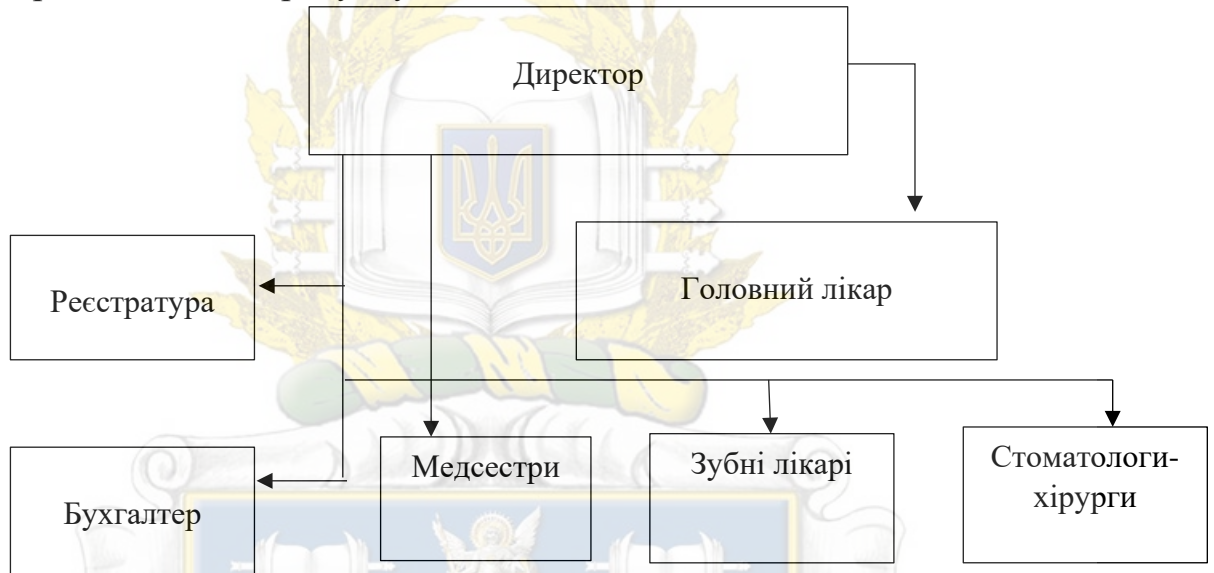 Директор
Головний лікар
Реєстратура
Медсестри
Зубні лікарі
Стоматологи-
хірурги
Бухгалтер